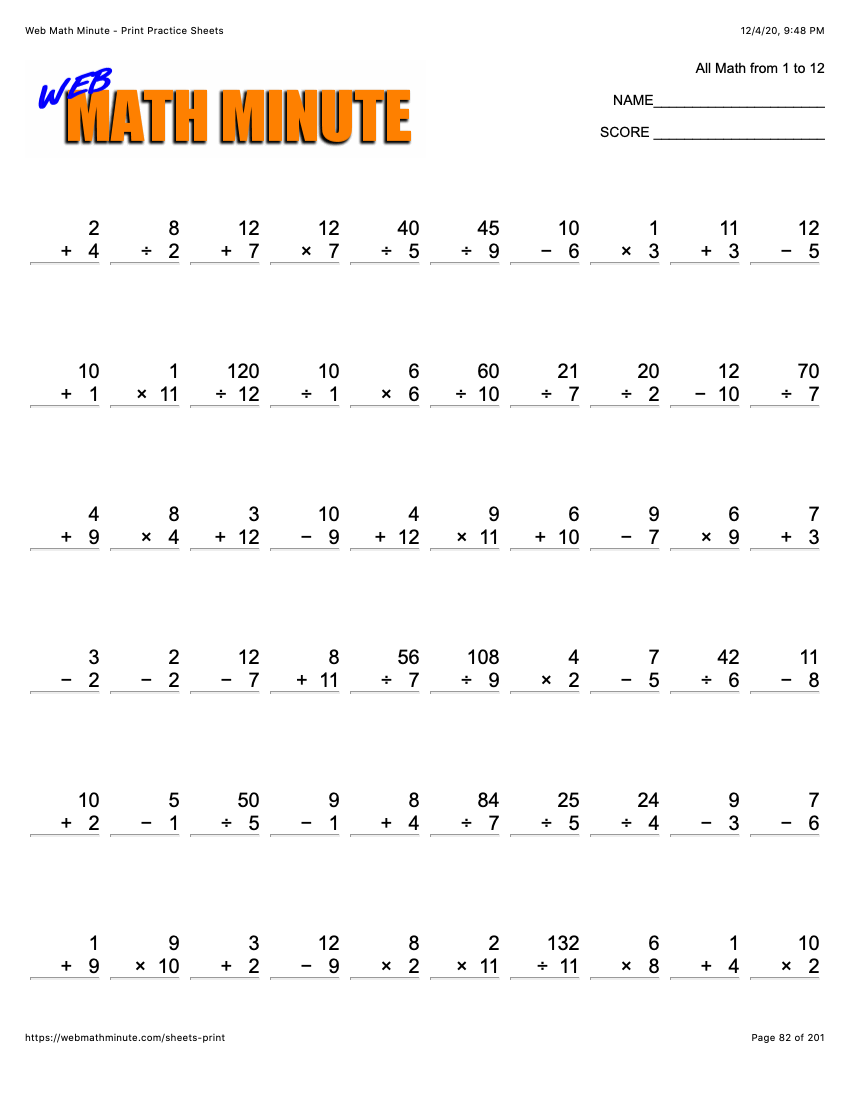 Web Math Minute - Print Practice Sheets 12/4/20, 9:48 PM
WEB
MATH MINUTE
All Math from 1 to 12
NAME______________________
SCORE ______________________
2 8 12 12 40 45 10 1 11 12
+ 4 ÷ 2 + 7 × 7 ÷ 5 ÷ 9 − 6 × 3 + 3 − 5
10 1 120 10 6 60 21 20 12 70
+ 1 × 11 ÷ 12 ÷ 1 × 6 ÷ 10 ÷ 7 ÷ 2 − 10 ÷ 7
4 8 3 10 4 9 6 9 6 7
+ 9 × 4 + 12 − 9 + 12 × 11 + 10 − 7 × 9 + 3
3 2 12 8 56 108 4 7 42 11
− 2 − 2 − 7 + 11 ÷ 7 ÷ 9 × 2 − 5 ÷ 6 − 8
10 5 50 9 8 84 25 24 9 7
+ 2 − 1 ÷ 5 − 1 + 4 ÷ 7 ÷ 5 ÷ 4 − 3 − 6
1 9 3 12 8 2 132 6 1 10
+ 9 × 10 + 2 − 9 × 2 × 11 ÷ 11 × 8 + 4 × 2
https://webmathminute.com/sheets-print Page 82 of 201